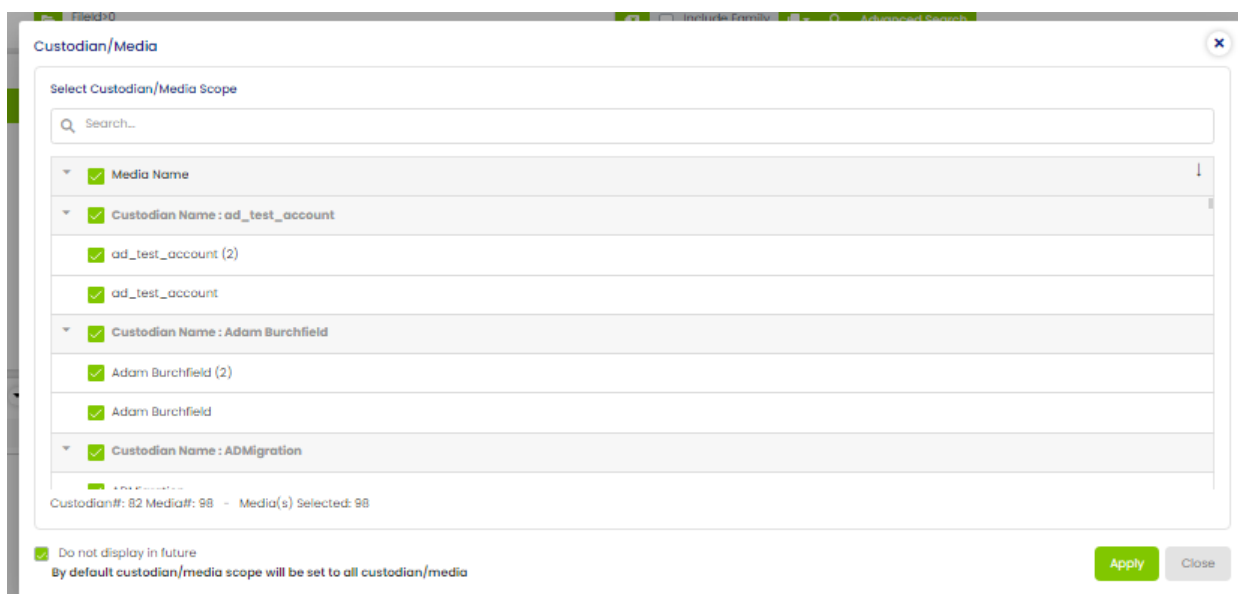 FileId>0
Include Family
Advanced Search
Custodian/Media
Select Custodian/Media Scope
Search...
Media Name
Custodian Name : ad_test_account
ad_test_account (2)
ad_test_account
Custodian Name : Adam Burchfield
Adam Burchfield (2)
Adam Burchfield
Custodian Name : ADMigration
ADMigration
Custodian#: 82 Media#: 98 - Media(s) Selected: 98
Do not display in future
By default custodian/media scope will be set to all custodian/media
Apply
Close